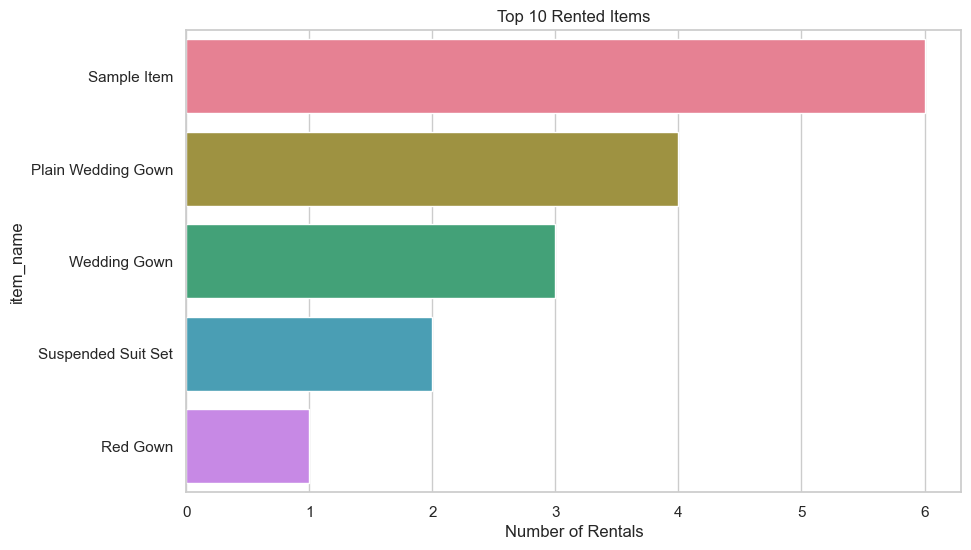 Top 10 Rented Items
item_name
Sample Item
Plain Wedding Gown
Wedding Gown
Suspended Suit Set
Red Gown
0 1 2 3 4 5 6
Number of Rentals